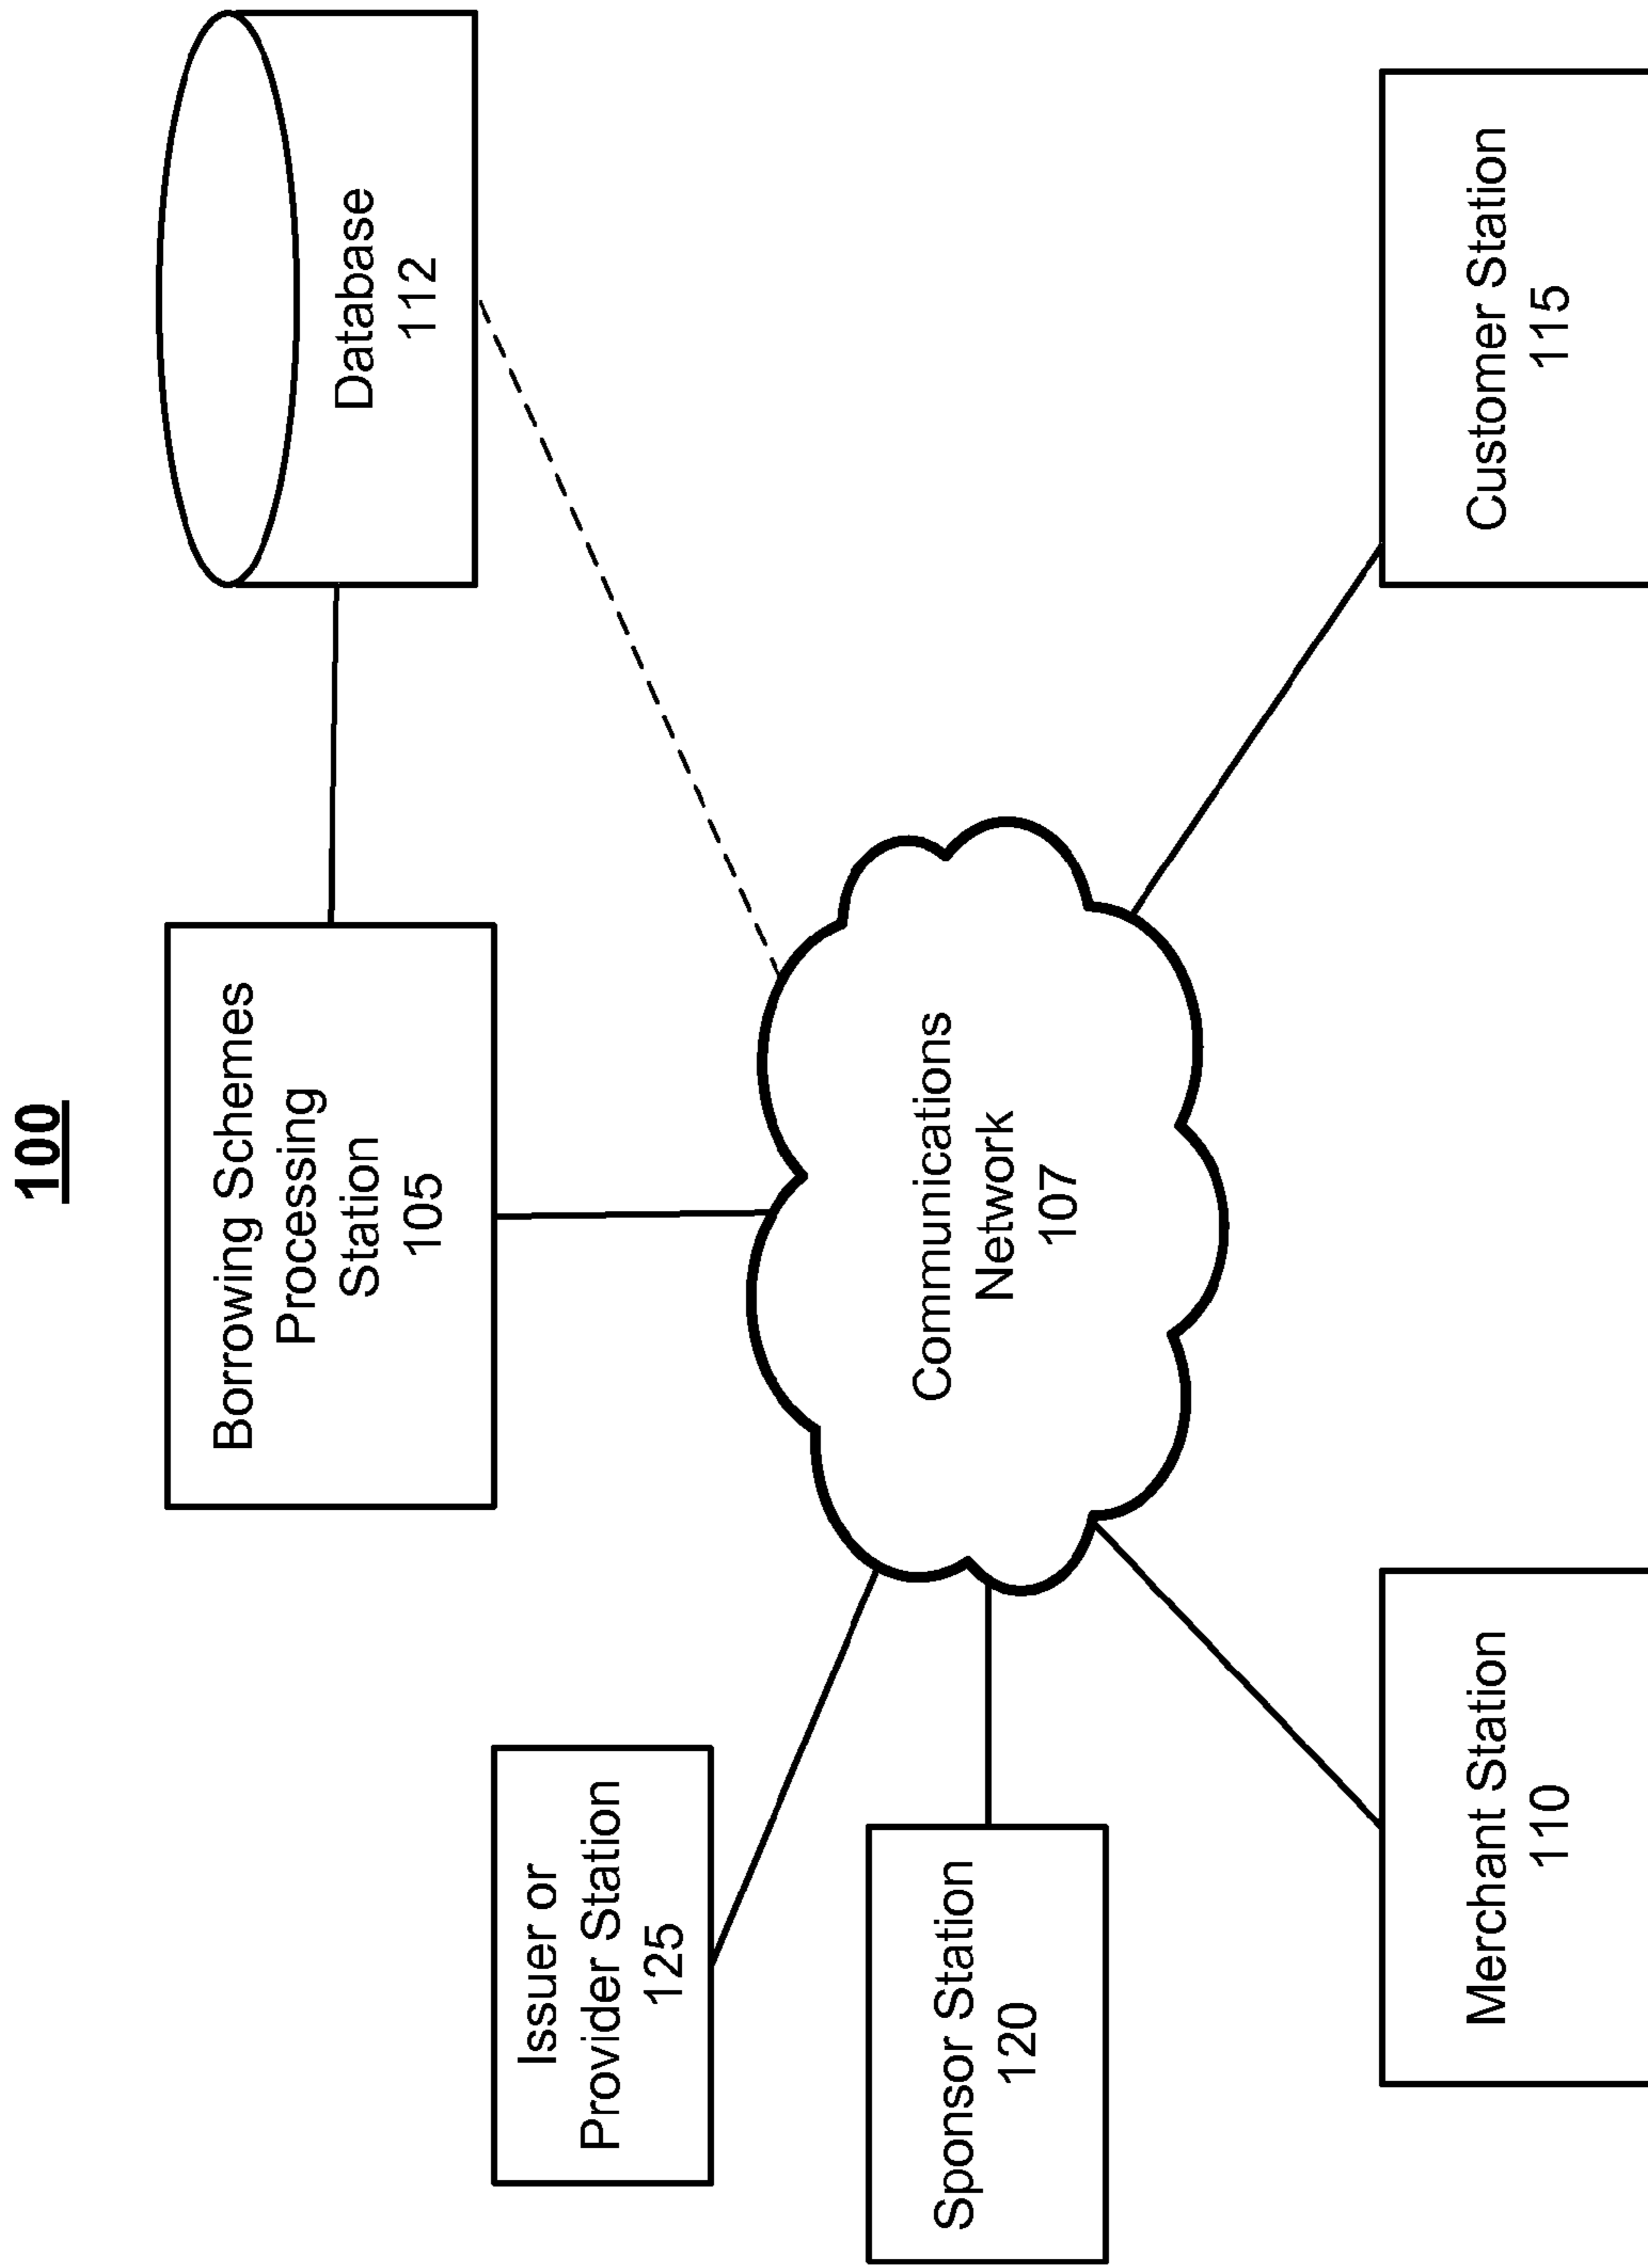 100
Borrowing Schemes
Processing
Station
105
Database
112
Issuer or
Provider Station
125
Communications
Network
107
Sponsor Station
120
Merchant Station
110
Customer Station
115